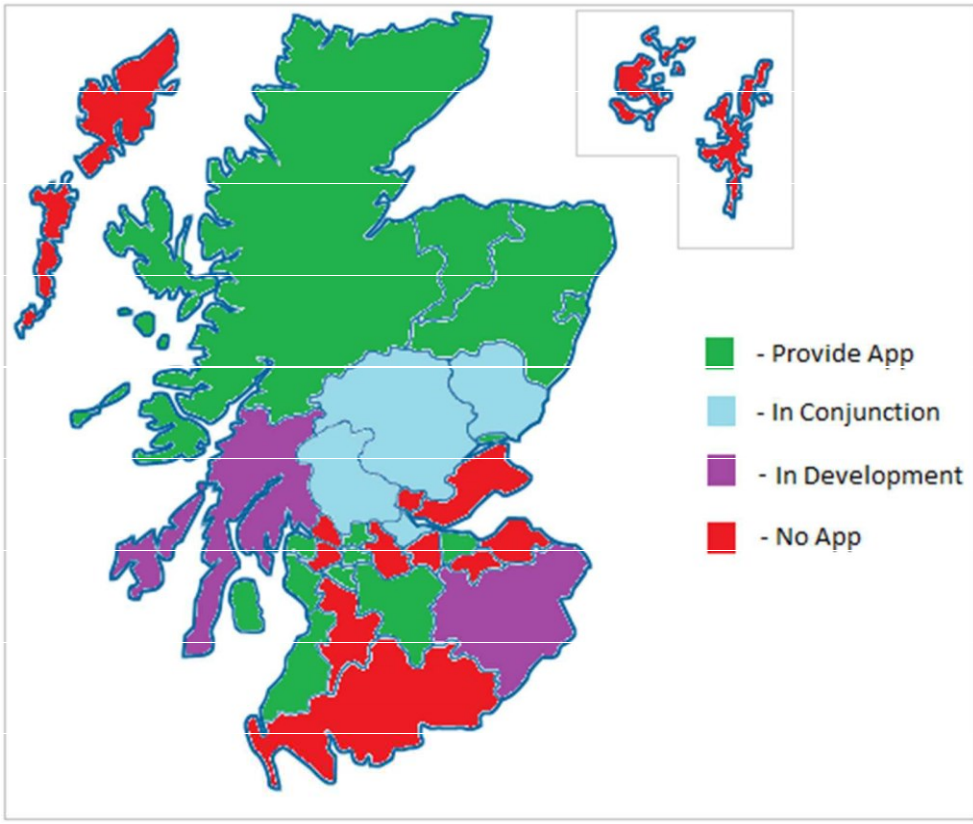 - Provide App
- In Conjunction
- In Development
- No App